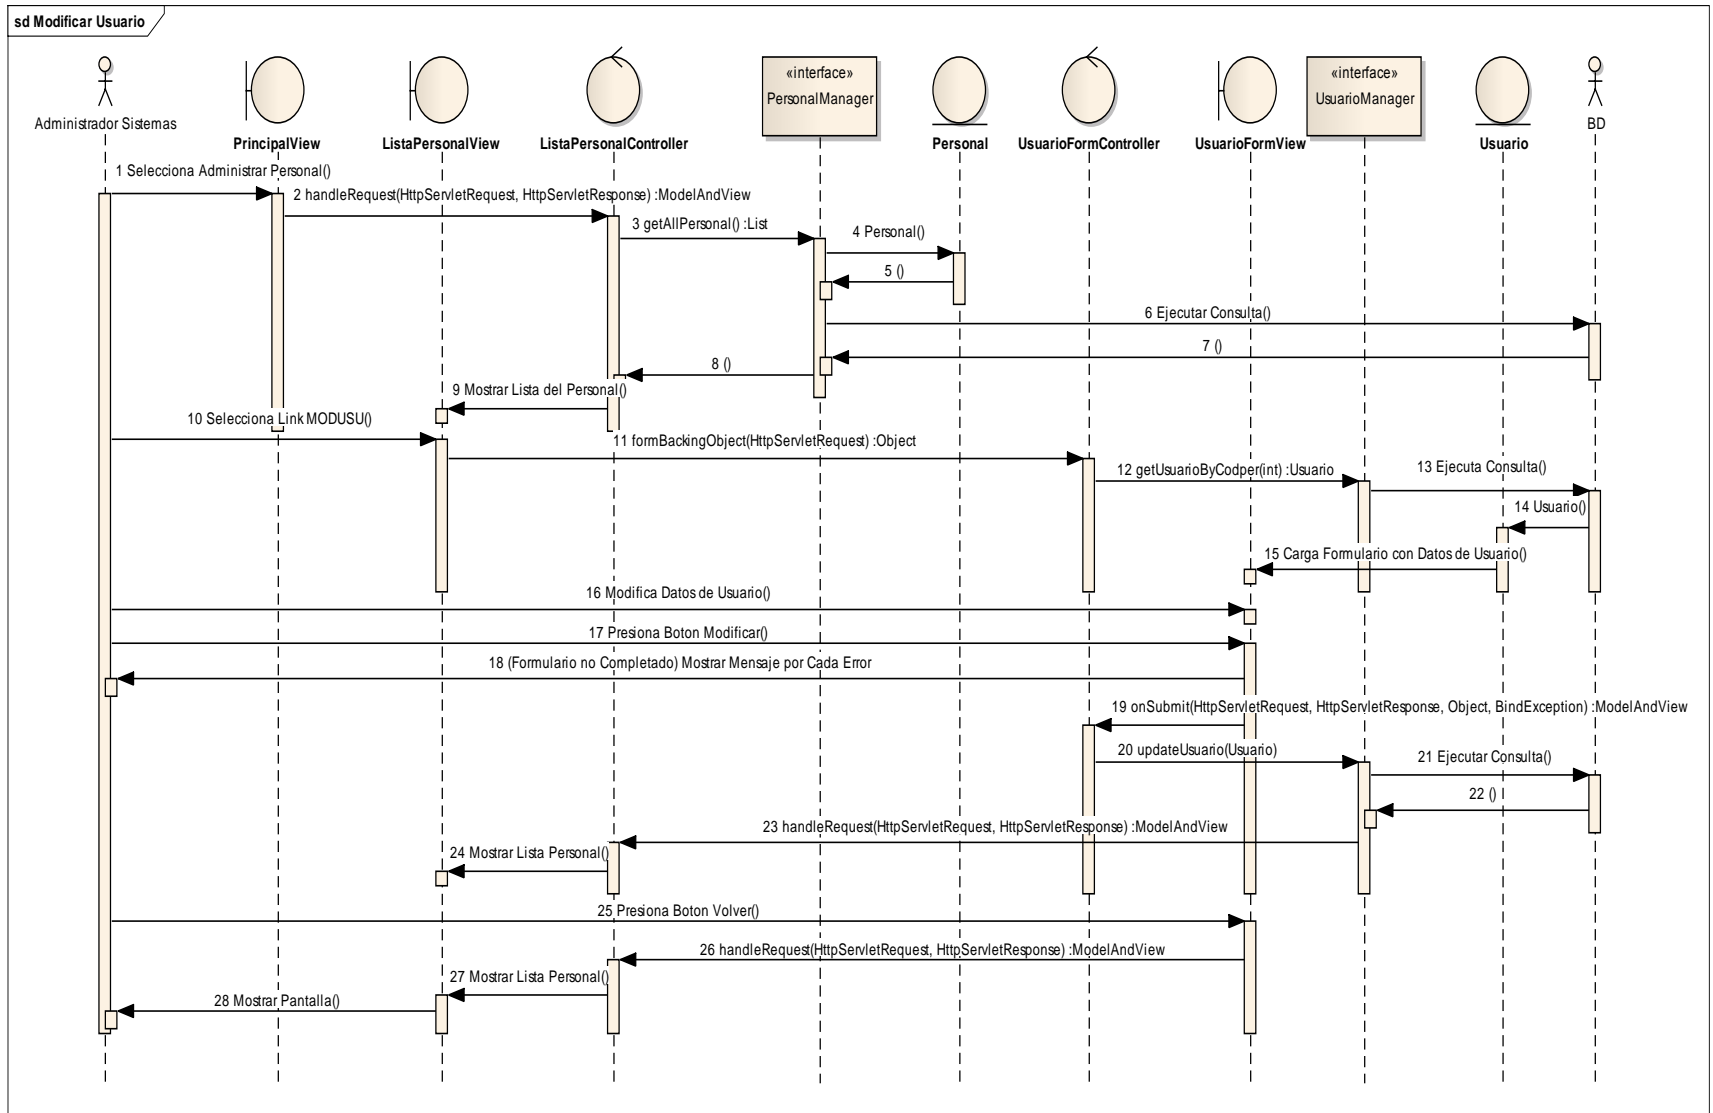 sd Modificar Usuario
«interface»
PersonalManager
«interface»
UsuarioManager
Administrador Sistemas
BD
PrincipalView
ListaPersonalView
ListaPersonalController
Personal
UsuarioFormController
UsuarioFormView
Usuario
1 Selecciona Administrar Personal()
2 handleRequest(HttpServletRequest, HttpServletResponse) :ModelAndView
3 getAllPersonal() :List
4 Personal()
5 ()
6 Ejecutar Consulta()
7 ()
8 ()
9 Mostrar Lista del Personal()
10 Selecciona Link MODUSU()
11 formBackingObject(HttpServletRequest) :Object
12 getUsuarioByCodper(int) :Usuario
13 Ejecuta Consulta()
14 Usuario()
15 Carga Formulario con Datos de Usuario()
16 Modifica Datos de Usuario()
17 Presiona Boton Modificar()
18 (Formulario no Completado) Mostrar Mensaje por Cada Error
19 onSubmit(HttpServletRequest, HttpServletResponse, Object, BindException) :ModelAndView
20 updateUsuario(Usuario)
21 Ejecutar Consulta()
22 ()
23 handleRequest(HttpServletRequest, HttpServletResponse) :ModelAndView
24 Mostrar Lista Personal()
25 Presiona Boton Volver()
26 handleRequest(HttpServletRequest, HttpServletResponse) :ModelAndView
27 Mostrar Lista Personal()
28 Mostrar Pantalla()